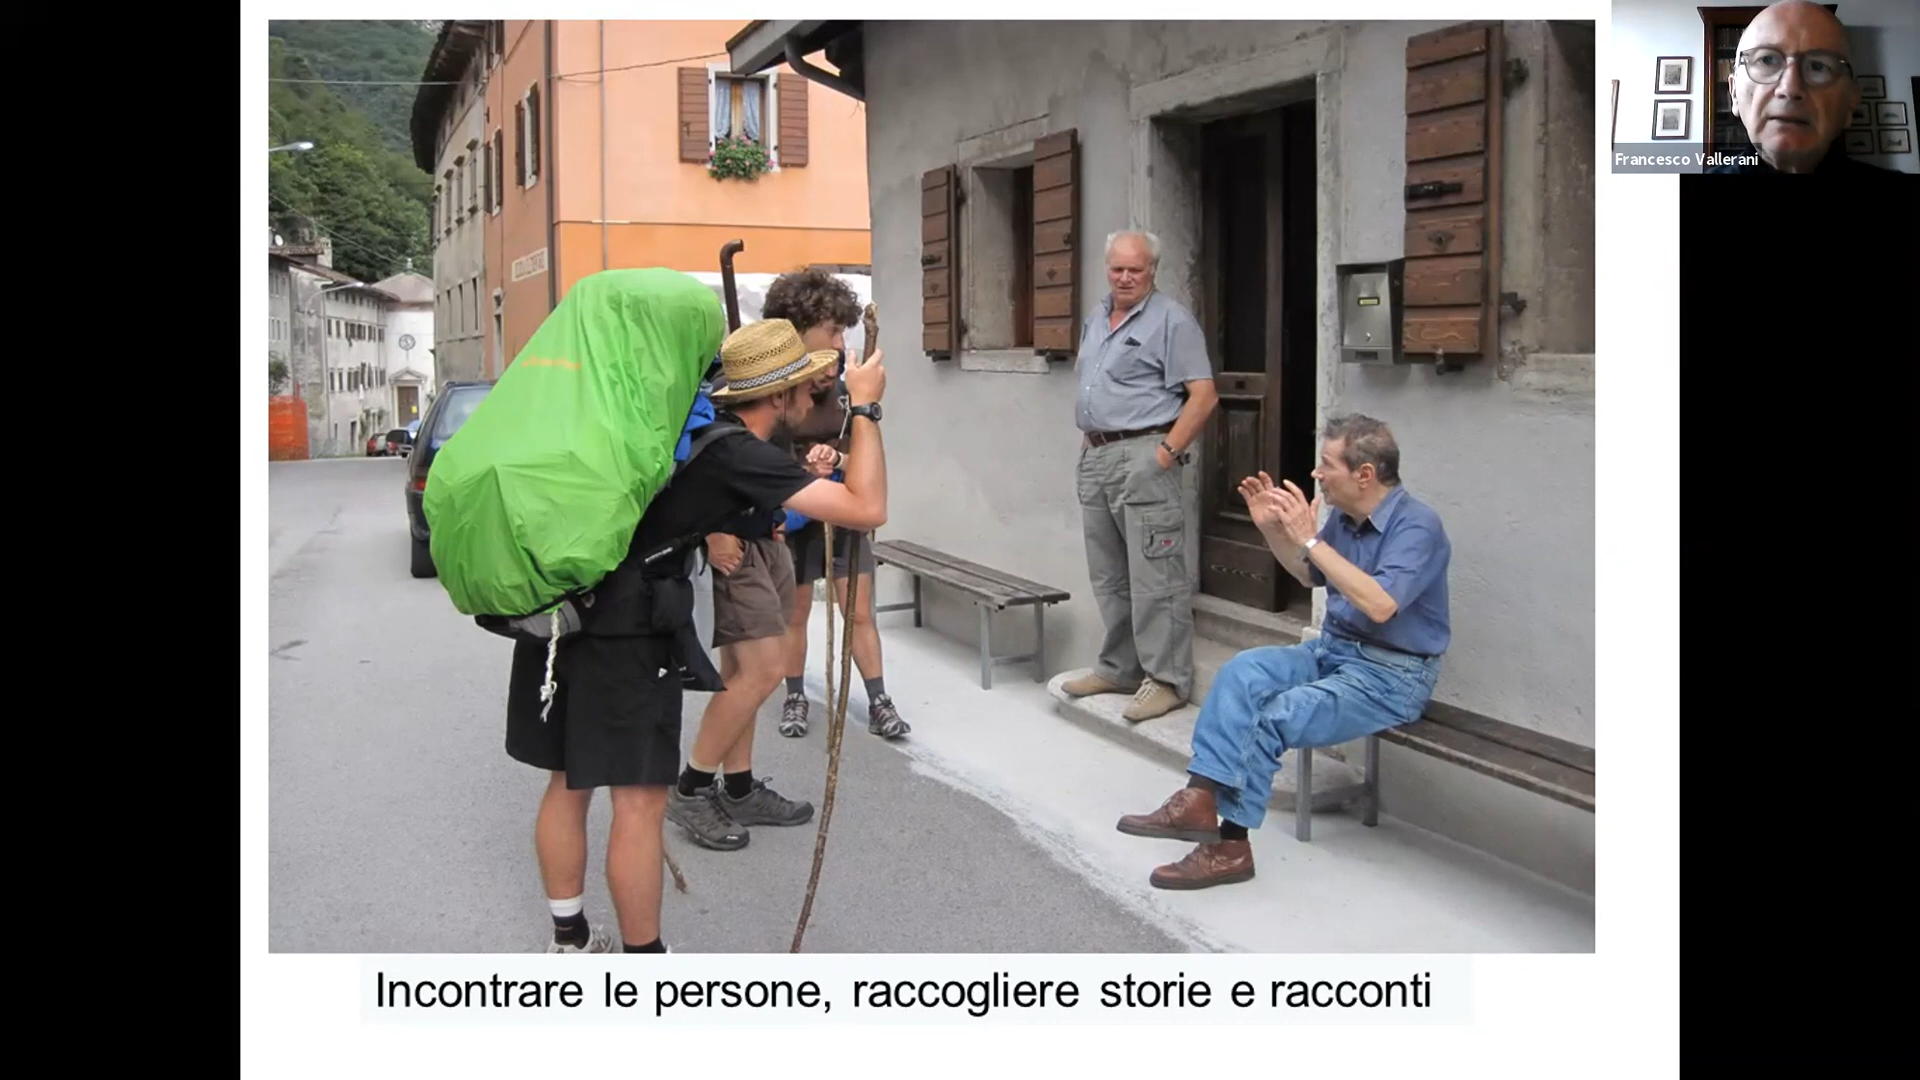 Francesco Vallerani
Incontrare le persone, raccogliere storie e racconti